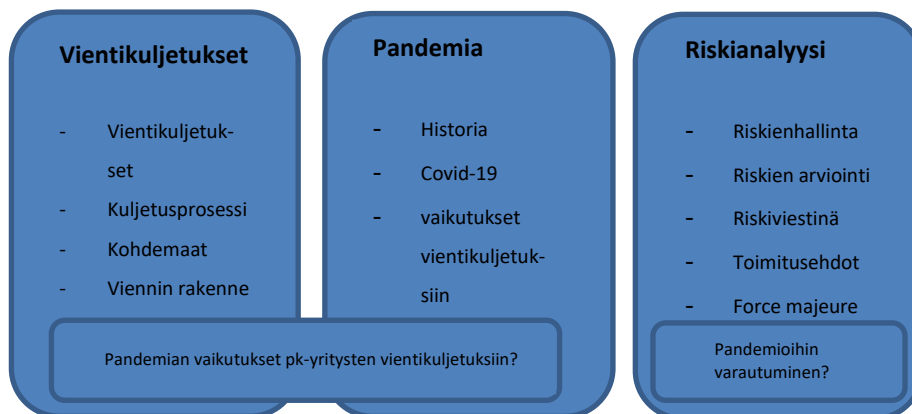 Vientikuljetukset
- Vientikuljetuk-
set
- Kuljetusprosessi
- Kohdemaat
- Viennin rakenne
Pandemia
- Historia
- Covid-19
- vaikutukset
vientikuljetuk-
siin
Pandemian vaikutukset pk-yritysten vientikuljetuksiin?
Riskianalyysi
- Riskienhallinta
- Riskien arviointi
- Riskiviestinä
- Toimitusehdot
- Force majeure
Pandemioihin
varautuminen?